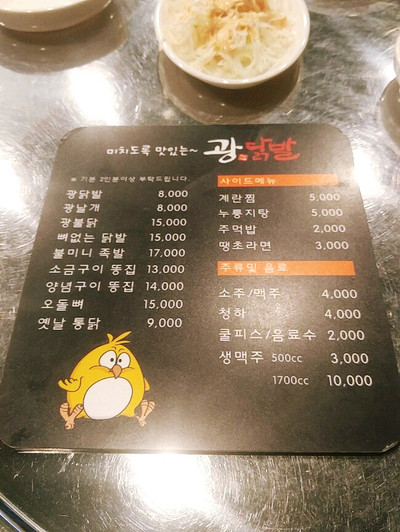 미치도록 맛있는~ 광닭발
※ 기본 2인분이상 부탁드립니다.
광닭발 8,000
광날개 8,000
광불닭 15,000
뼈없는 닭발 15,000
불미니 족발 17,000
소금구이 똥집 13,000
양념구이 똥집 14,000
오돌뼈 15,000
옛날 통닭 9,000
사이드메뉴
계란찜 5,000
누룽지탕 5,000
주먹밥 2,000
땡초라면 3,000
주류및 음료
소주/맥주 4,000
청하 4,000
쿨피스/음료수 2,000
생맥주 500cc 3,000
1700cc 10,000